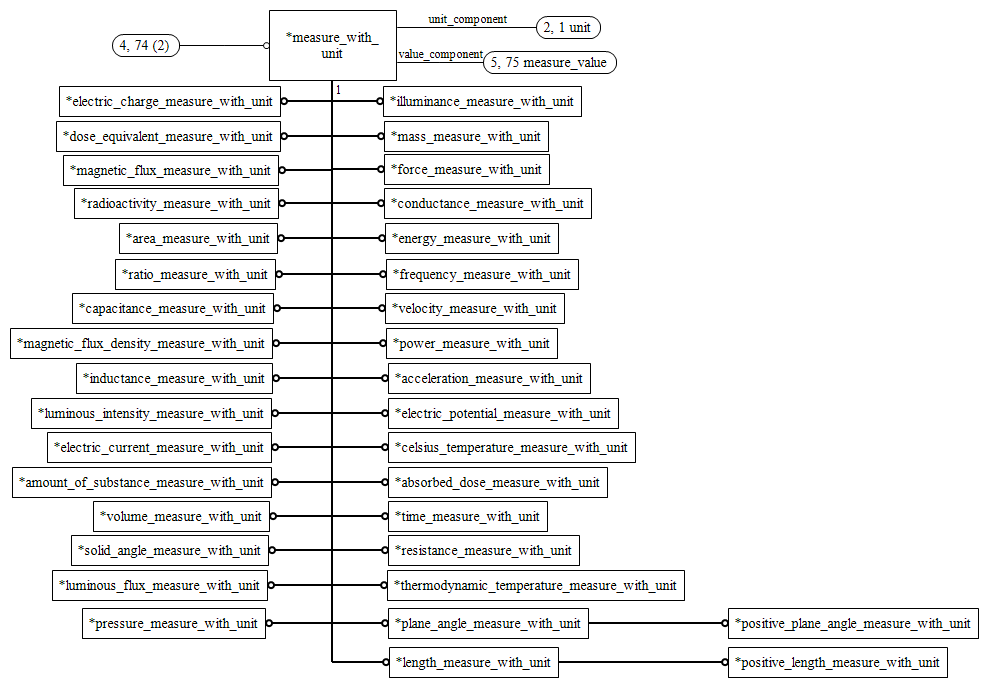 unit_component
4, 74 (2)
*measure_with_
unit
2, 1 unit
value_component
5, 75 measure_value
1
*electric_charge_measure_with_unit
*illuminance_measure_with_unit
*dose_equivalent_measure_with_unit
*mass_measure_with_unit
*magnetic_flux_measure_with_unit
*force_measure_with_unit
*radioactivity_measure_with_unit
*conductance_measure_with_unit
*area_measure_with_unit
*energy_measure_with_unit
*ratio_measure_with_unit
*frequency_measure_with_unit
*capacitance_measure_with_unit
*velocity_measure_with_unit
*magnetic_flux_density_measure_with_unit
*power_measure_with_unit
*inductance_measure_with_unit
*acceleration_measure_with_unit
*luminous_intensity_measure_with_unit
*electric_potential_measure_with_unit
*electric_current_measure_with_unit
*celsius_temperature_measure_with_unit
*amount_of_substance_measure_with_unit
*absorbed_dose_measure_with_unit
*volume_measure_with_unit
*time_measure_with_unit
*solid_angle_measure_with_unit
*resistance_measure_with_unit
*luminous_flux_measure_with_unit
*thermodynamic_temperature_measure_with_unit
*pressure_measure_with_unit
*plane_angle_measure_with_unit
*positive_plane_angle_measure_with_unit
*length_measure_with_unit
*positive_length_measure_with_unit